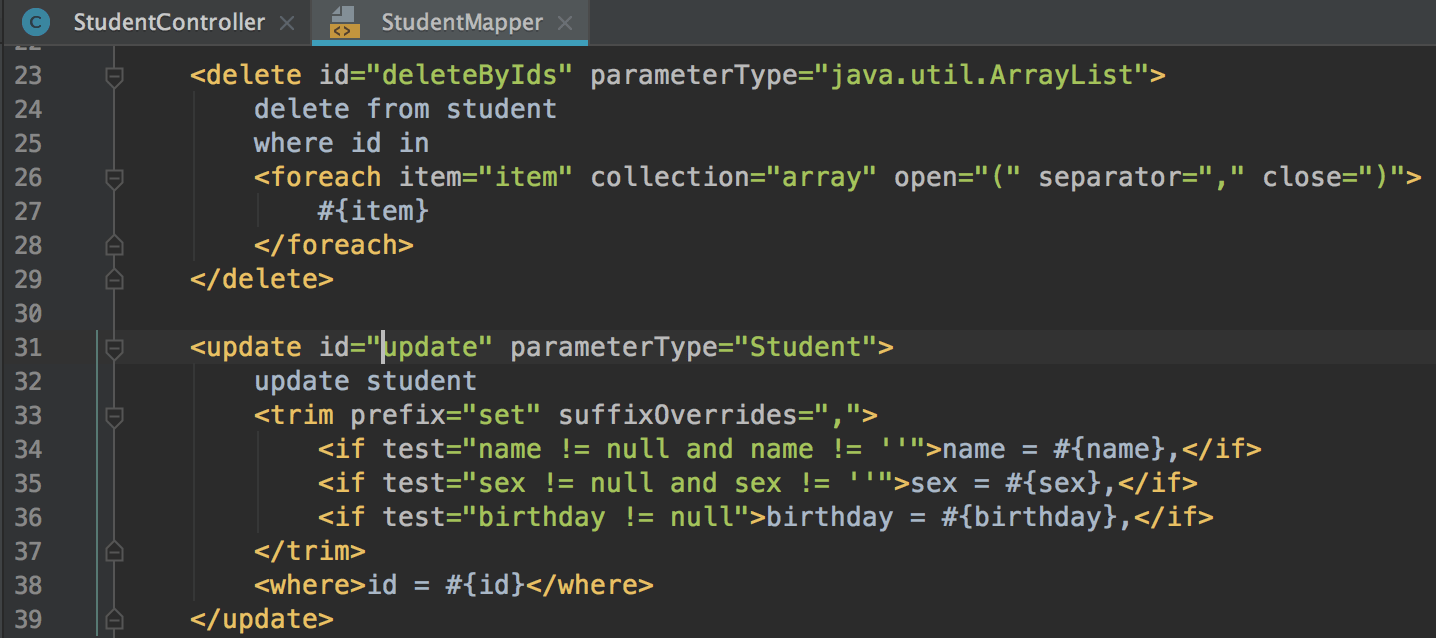 C StudentController × <> StudentMapper ×
23 <delete id="deleteByIds" parameterType="java.util.ArrayList">
24 delete from student
25 where id in
26 <foreach item="item" collection="array" open="(" separator="," close=")">
27 #{item}
28 </foreach>
29 </delete>
30
31 <update id="update" parameterType="Student">
32 update student
33 <trim prefix="set" suffixOverrides=",">
34 <if test="name != null and name != ''">name = #{name},</if>
35 <if test="sex != null and sex != ''">sex = #{sex},</if>
36 <if test="birthday != null">birthday = #{birthday},</if>
37 </trim>
38 <where>id = #{id}</where>
39 </update>